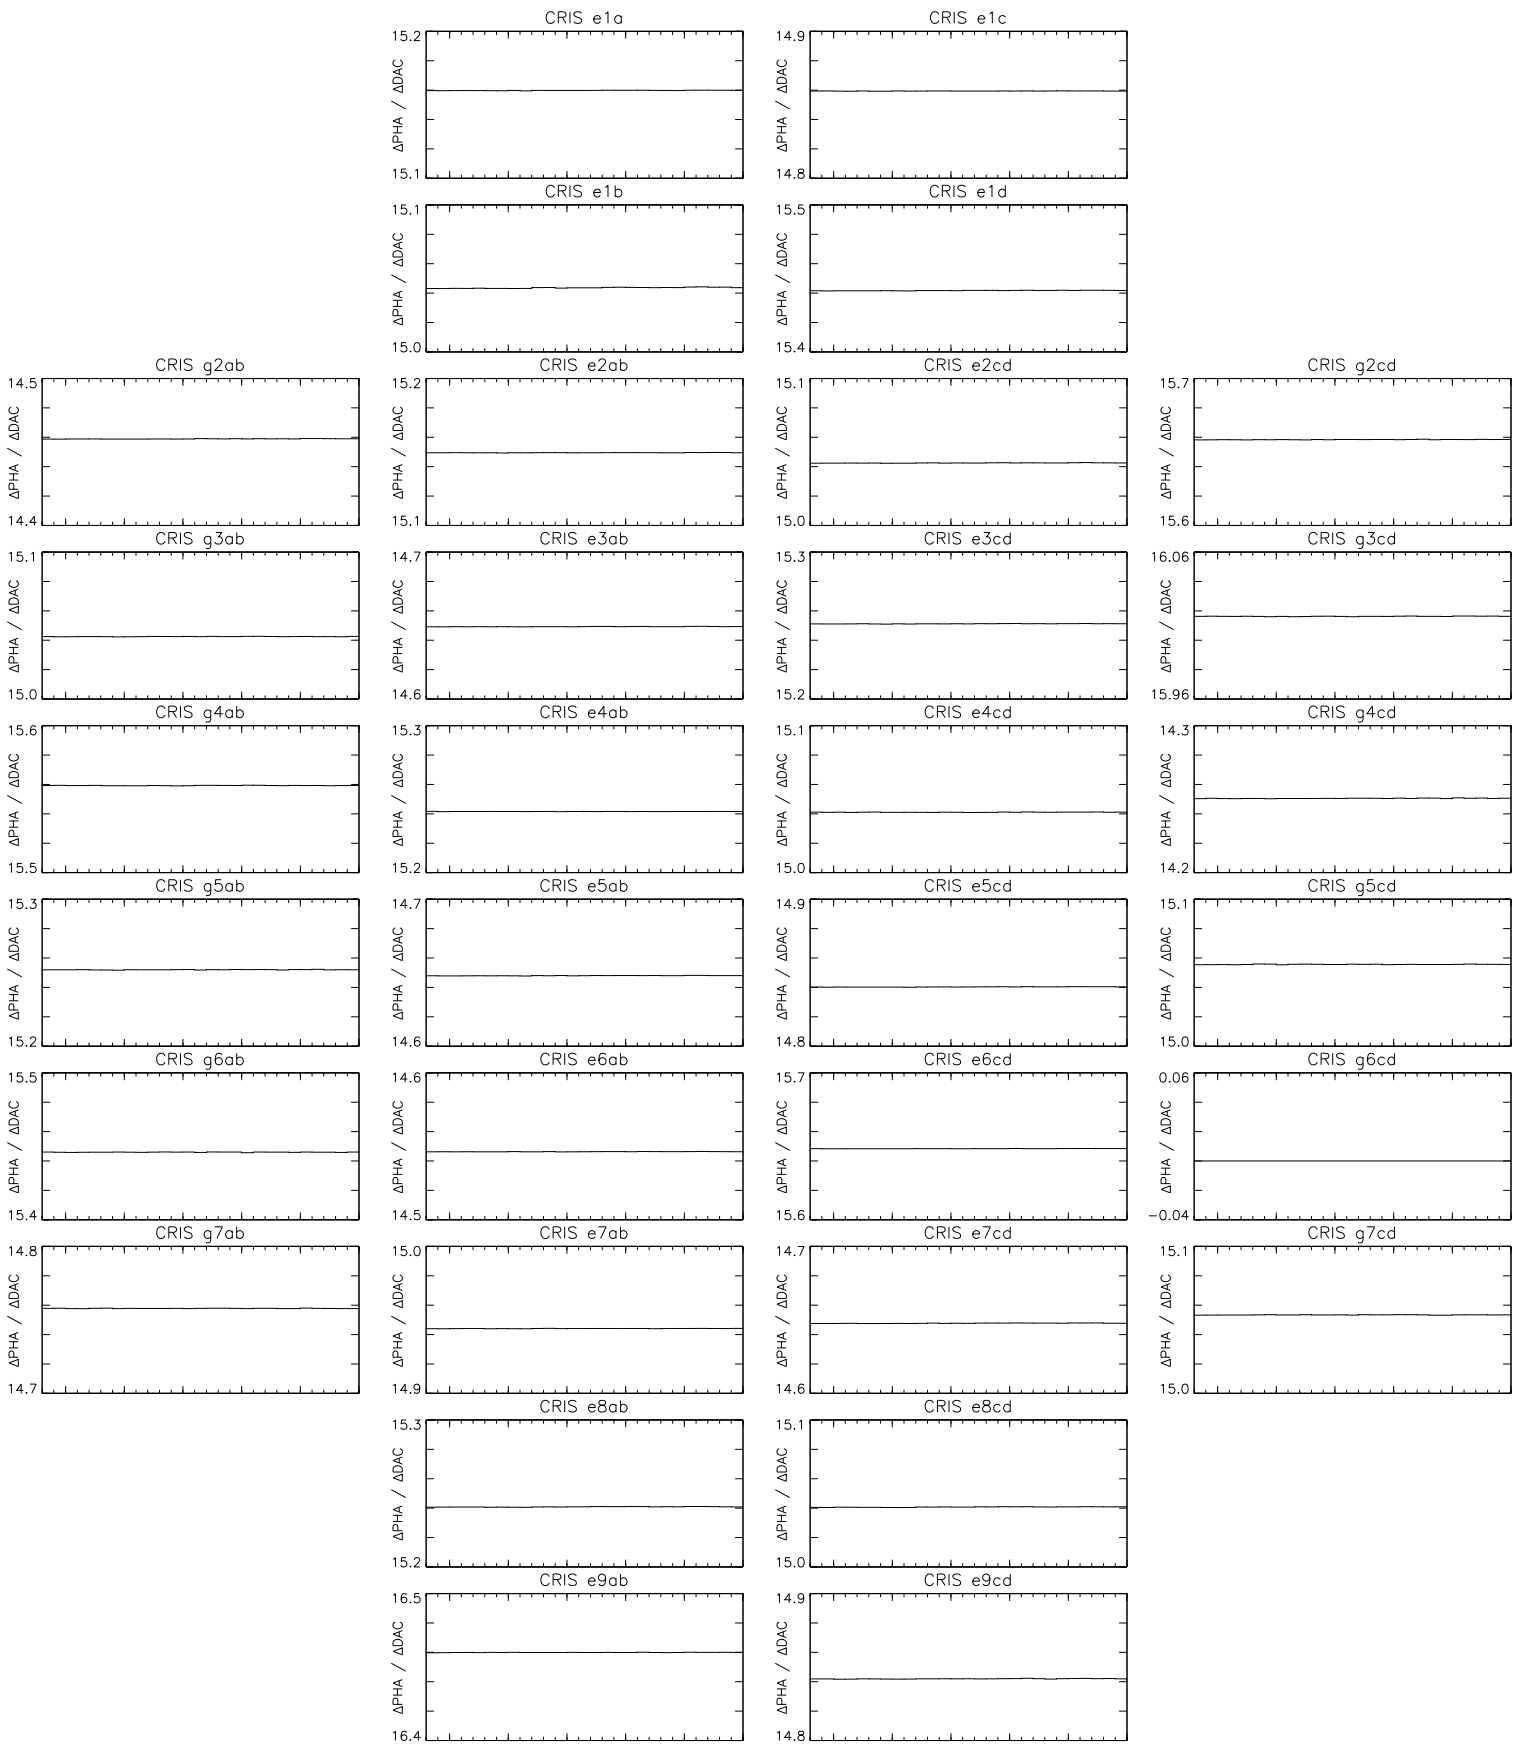 CRIS e1a
15.2
ΔPHA / ΔDAC
15.1
CRIS e1c
14.9
ΔPHA / ΔDAC
14.8
CRIS e1b
15.1
ΔPHA / ΔDAC
15.0
CRIS e1d
15.5
ΔPHA / ΔDAC
15.4
CRIS g2ab
14.5
ΔPHA / ΔDAC
14.4
CRIS e2ab
15.2
ΔPHA / ΔDAC
15.1
CRIS e2cd
15.1
ΔPHA / ΔDAC
15.0
CRIS g2cd
15.7
ΔPHA / ΔDAC
15.6
CRIS g3ab
15.1
ΔPHA / ΔDAC
15.0
CRIS e3ab
14.7
ΔPHA / ΔDAC
14.6
CRIS e3cd
15.3
ΔPHA / ΔDAC
15.2
CRIS g3cd
16.06
ΔPHA / ΔDAC
15.96
CRIS g4ab
15.6
ΔPHA / ΔDAC
15.5
CRIS e4ab
15.3
ΔPHA / ΔDAC
15.2
CRIS e4cd
15.1
ΔPHA / ΔDAC
15.0
CRIS g4cd
14.3
ΔPHA / ΔDAC
14.2
CRIS g5ab
15.3
ΔPHA / ΔDAC
15.2
CRIS e5ab
14.7
ΔPHA / ΔDAC
14.6
CRIS e5cd
14.9
ΔPHA / ΔDAC
14.8
CRIS g5cd
15.1
ΔPHA / ΔDAC
15.0
CRIS g6ab
15.5
ΔPHA / ΔDAC
15.4
CRIS e6ab
14.6
ΔPHA / ΔDAC
14.5
CRIS e6cd
15.7
ΔPHA / ΔDAC
15.6
CRIS g6cd
0.06
ΔPHA / ΔDAC
−0.04
CRIS g7ab
14.8
ΔPHA / ΔDAC
14.7
CRIS e7ab
15.0
ΔPHA / ΔDAC
14.9
CRIS e7cd
14.7
ΔPHA / ΔDAC
14.6
CRIS g7cd
15.1
ΔPHA / ΔDAC
15.0
CRIS e8ab
15.3
ΔPHA / ΔDAC
15.2
CRIS e8cd
15.1
ΔPHA / ΔDAC
15.0
CRIS e9ab
16.5
ΔPHA / ΔDAC
16.4
CRIS e9cd
14.9
ΔPHA / ΔDAC
14.8